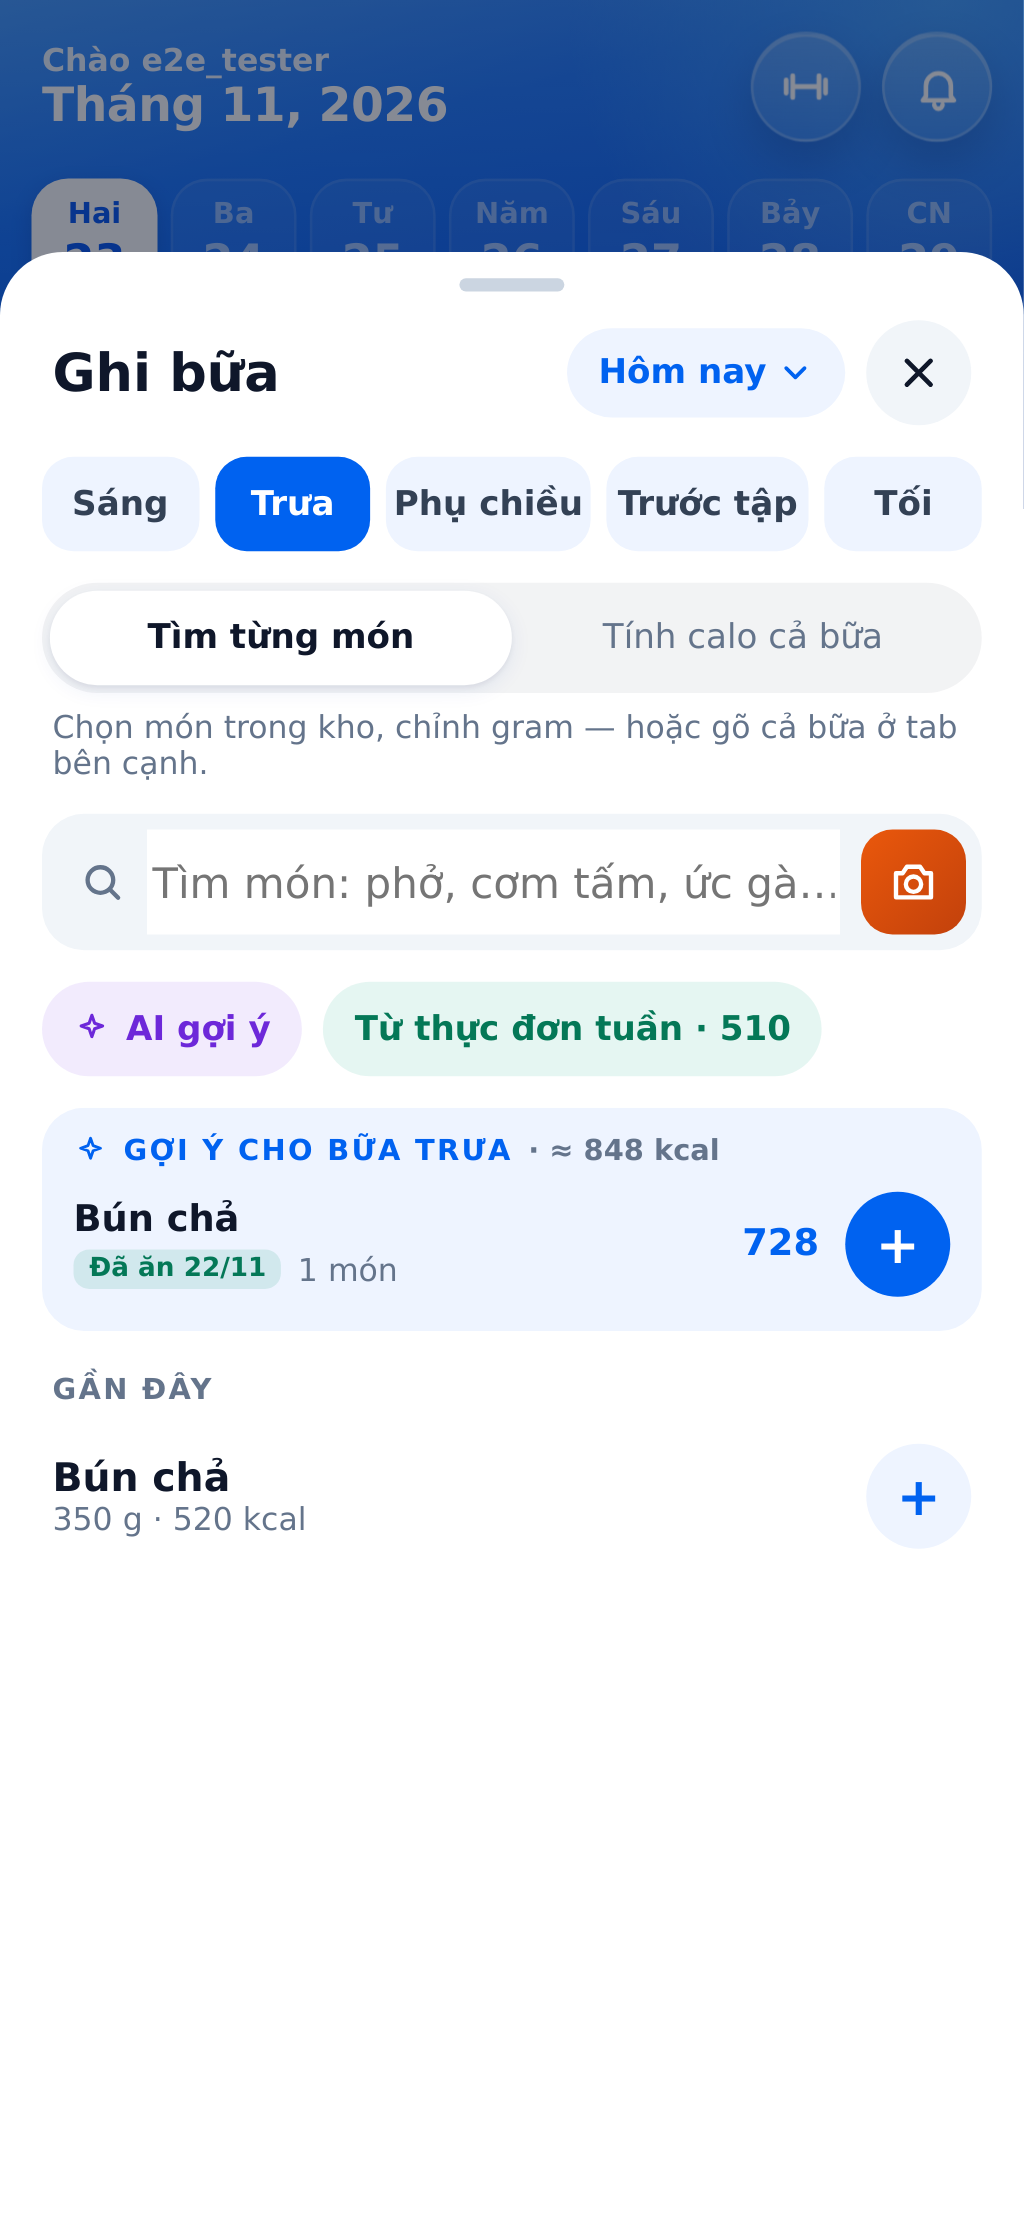 Chào e2e_tester
Tháng 11, 2026
Hai Ba Tư Năm Sáu Bảy CN
Ghi bữa
Hôm nay
Sáng Trưa Phụ chiều Trước tập Tối
Tìm từng món Tính calo cả bữa
Chọn món trong kho, chỉnh gram — hoặc gõ cả bữa ở tab
bên cạnh.
Tìm món: phở, cơm tấm, ức gà...
AI gợi ý Từ thực đơn tuần · 510
GỢI Ý CHO BỮA TRƯA · ≈ 848 kcal
Bún chả
728
Đã ăn 22/11 1 món
GẦN ĐÂY
Bún chả
350 g · 520 kcal